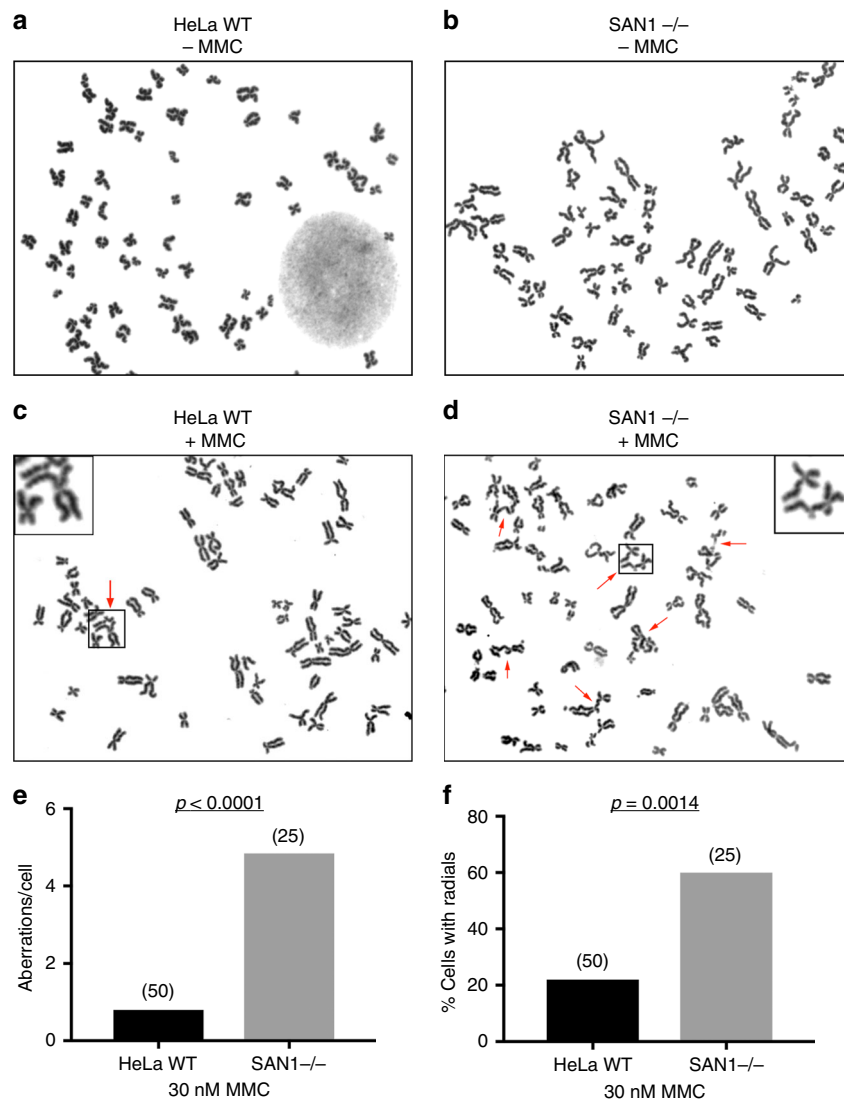 a
HeLa WT
– MMC
b
SAN1 –/–
– MMC
c
HeLa WT
+ MMC
d
SAN1 –/–
+ MMC
e
p < 0.0001
6
4
2
0
Aberrations/cell
(50)
(25)
HeLa WT
SAN1–/–
30 nM MMC
f
p = 0.0014
80
60
40
20
0
% Cells with radials
(50)
(25)
HeLa WT
SAN1–/–
30 nM MMC